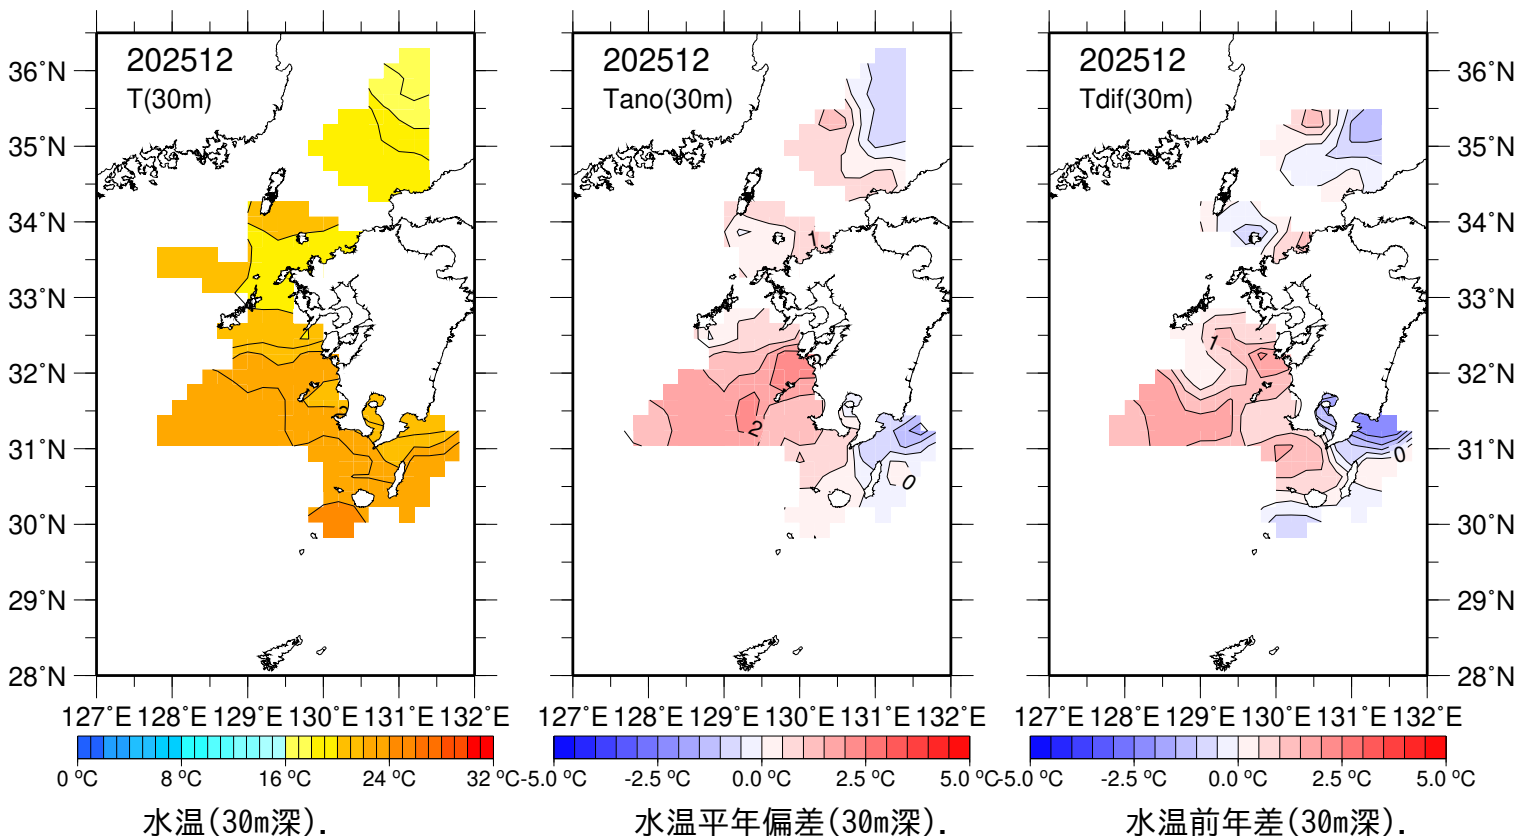 202512
T(30m)
36°N
35°N
34°N
33°N
32°N
31°N
30°N
29°N
28°N
127°E 128°E 129°E 130°E 131°E 132°E
0 °C 8 °C 16 °C 24 °C 32 °C
水温(30m深).
202512
Tano(30m)
1
2
0
127°E 128°E 129°E 130°E 131°E 132°E
-5.0 °C -2.5 °C 0.0 °C 2.5 °C 5.0 °C
水温平年偏差(30m深).
202512
Tdif(30m)
1
0
36°N
35°N
34°N
33°N
32°N
31°N
30°N
29°N
28°N
127°E 128°E 129°E 130°E 131°E 132°E
-5.0 °C -2.5 °C 0.0 °C 2.5 °C 5.0 °C
水温前年差(30m深).